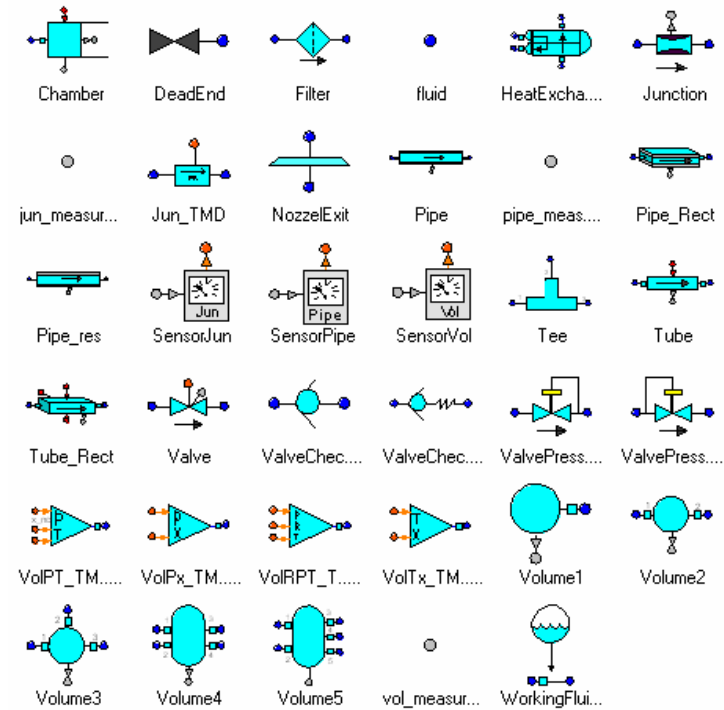 Chamber DeadEnd Filter fluid HeatExcha.... Junction
jun_measur... Jun_TMD NozzelExit Pipe pipe_meas.... Pipe_Rect
Jun Pipe Vol
Pipe_res SensorJun SensorPipe SensorVol Tee Tube
Tube_Rect Valve ValveChec.... ValveChec.... ValvePress.... ValvePress....
P P P T
T X R X
T
VolPT_TM..... VolPx_TM..... VolRPT_T..... VolTx_TM..... Volume1 Volume2
Volume3 Volume4 Volume5 vol_measur... WorkingFlui...